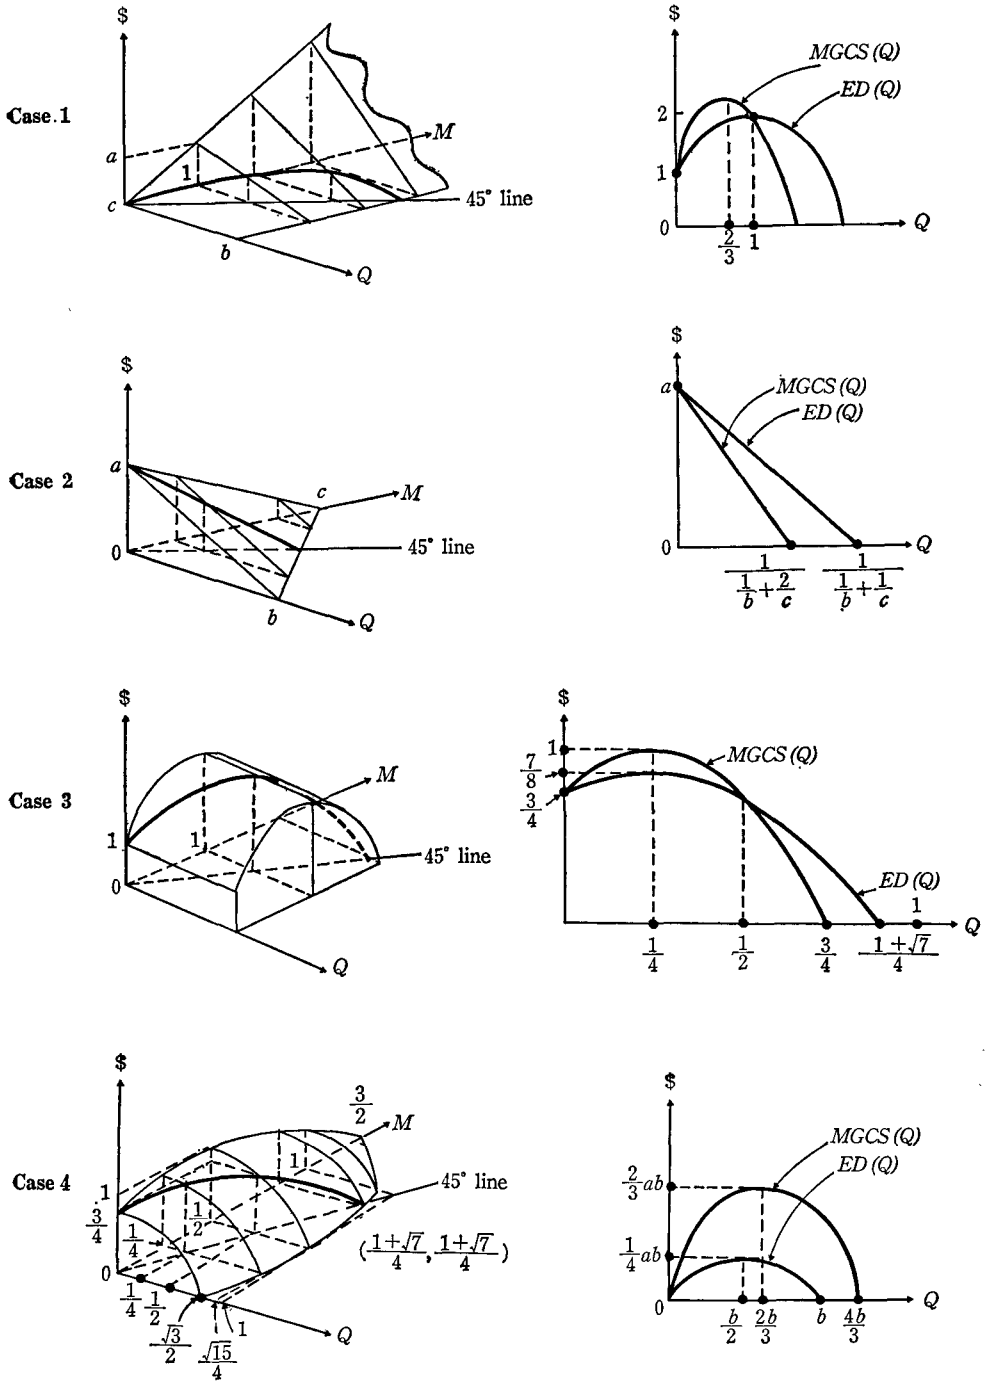 Case 1
$
a
1
c
b
M
45° line
Q
$
MGCS (Q)
ED (Q)
2
1
0
2/3
1
Q
Case 2
$
a
c
M
0
45° line
b
Q
$
a
MGCS (Q)
ED (Q)
0
Q
1/(1/b + 2/c)
1/(1/b + 1/c)
Case 3
$
M
1
1
0
45° line
Q
$
1
7/8
3/4
MGCS (Q)
ED (Q)
1
Q
1/4
1/2
3/4
(1+√7)/4
Case 4
$
3/2
M
1
1
3/4
1/4
1/2
45° line
0
(1+√7/4, 1+√7/4)
1/4
1/2
√3/2
√15/4
1
Q
$
MGCS (Q)
ED (Q)
2/3 ab
1/4 ab
0
b/2
2b/3
b
4b/3
Q